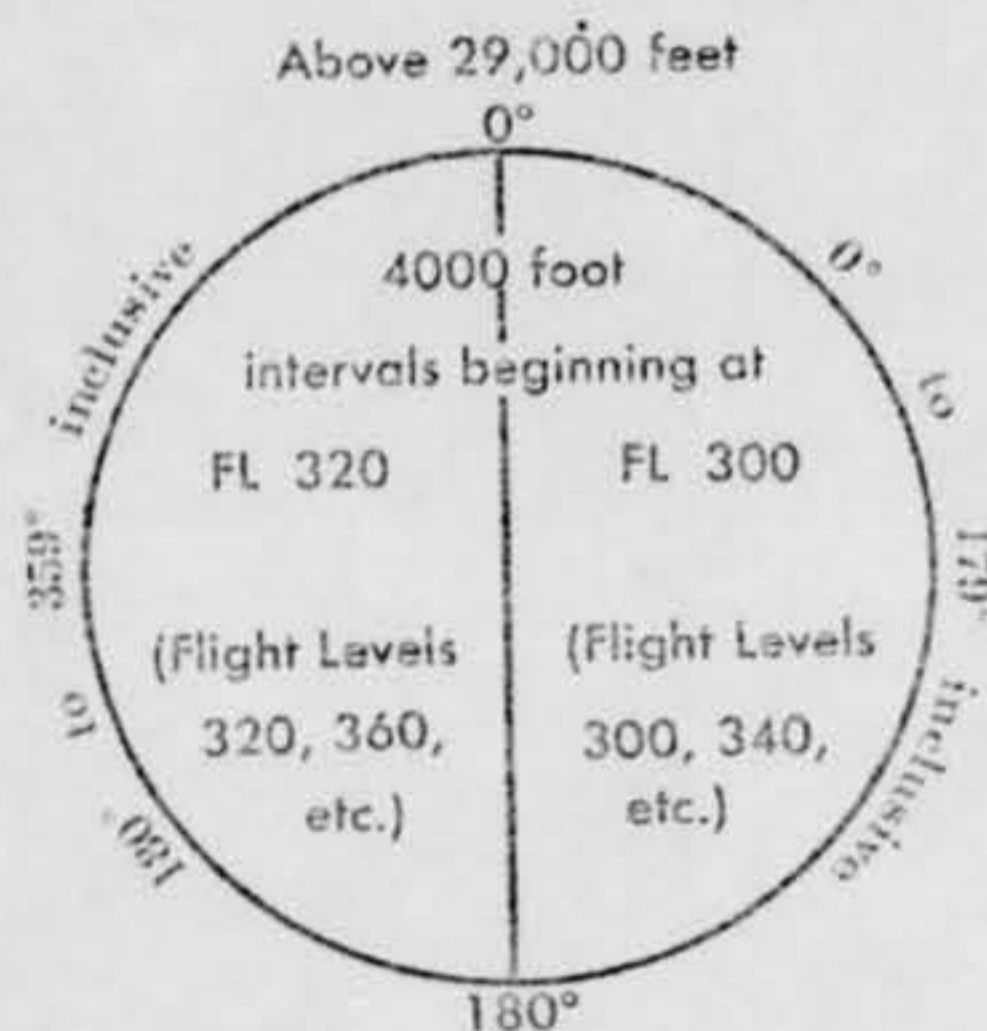 Above 29,000 feet
0°
4000 foot
intervals beginning at
FL 320
(Flight Levels
320, 360,
etc.)
FL 300
(Flight Levels
300, 340,
etc.)
0° to 179° inclusive
180° to 359° inclusive
180°